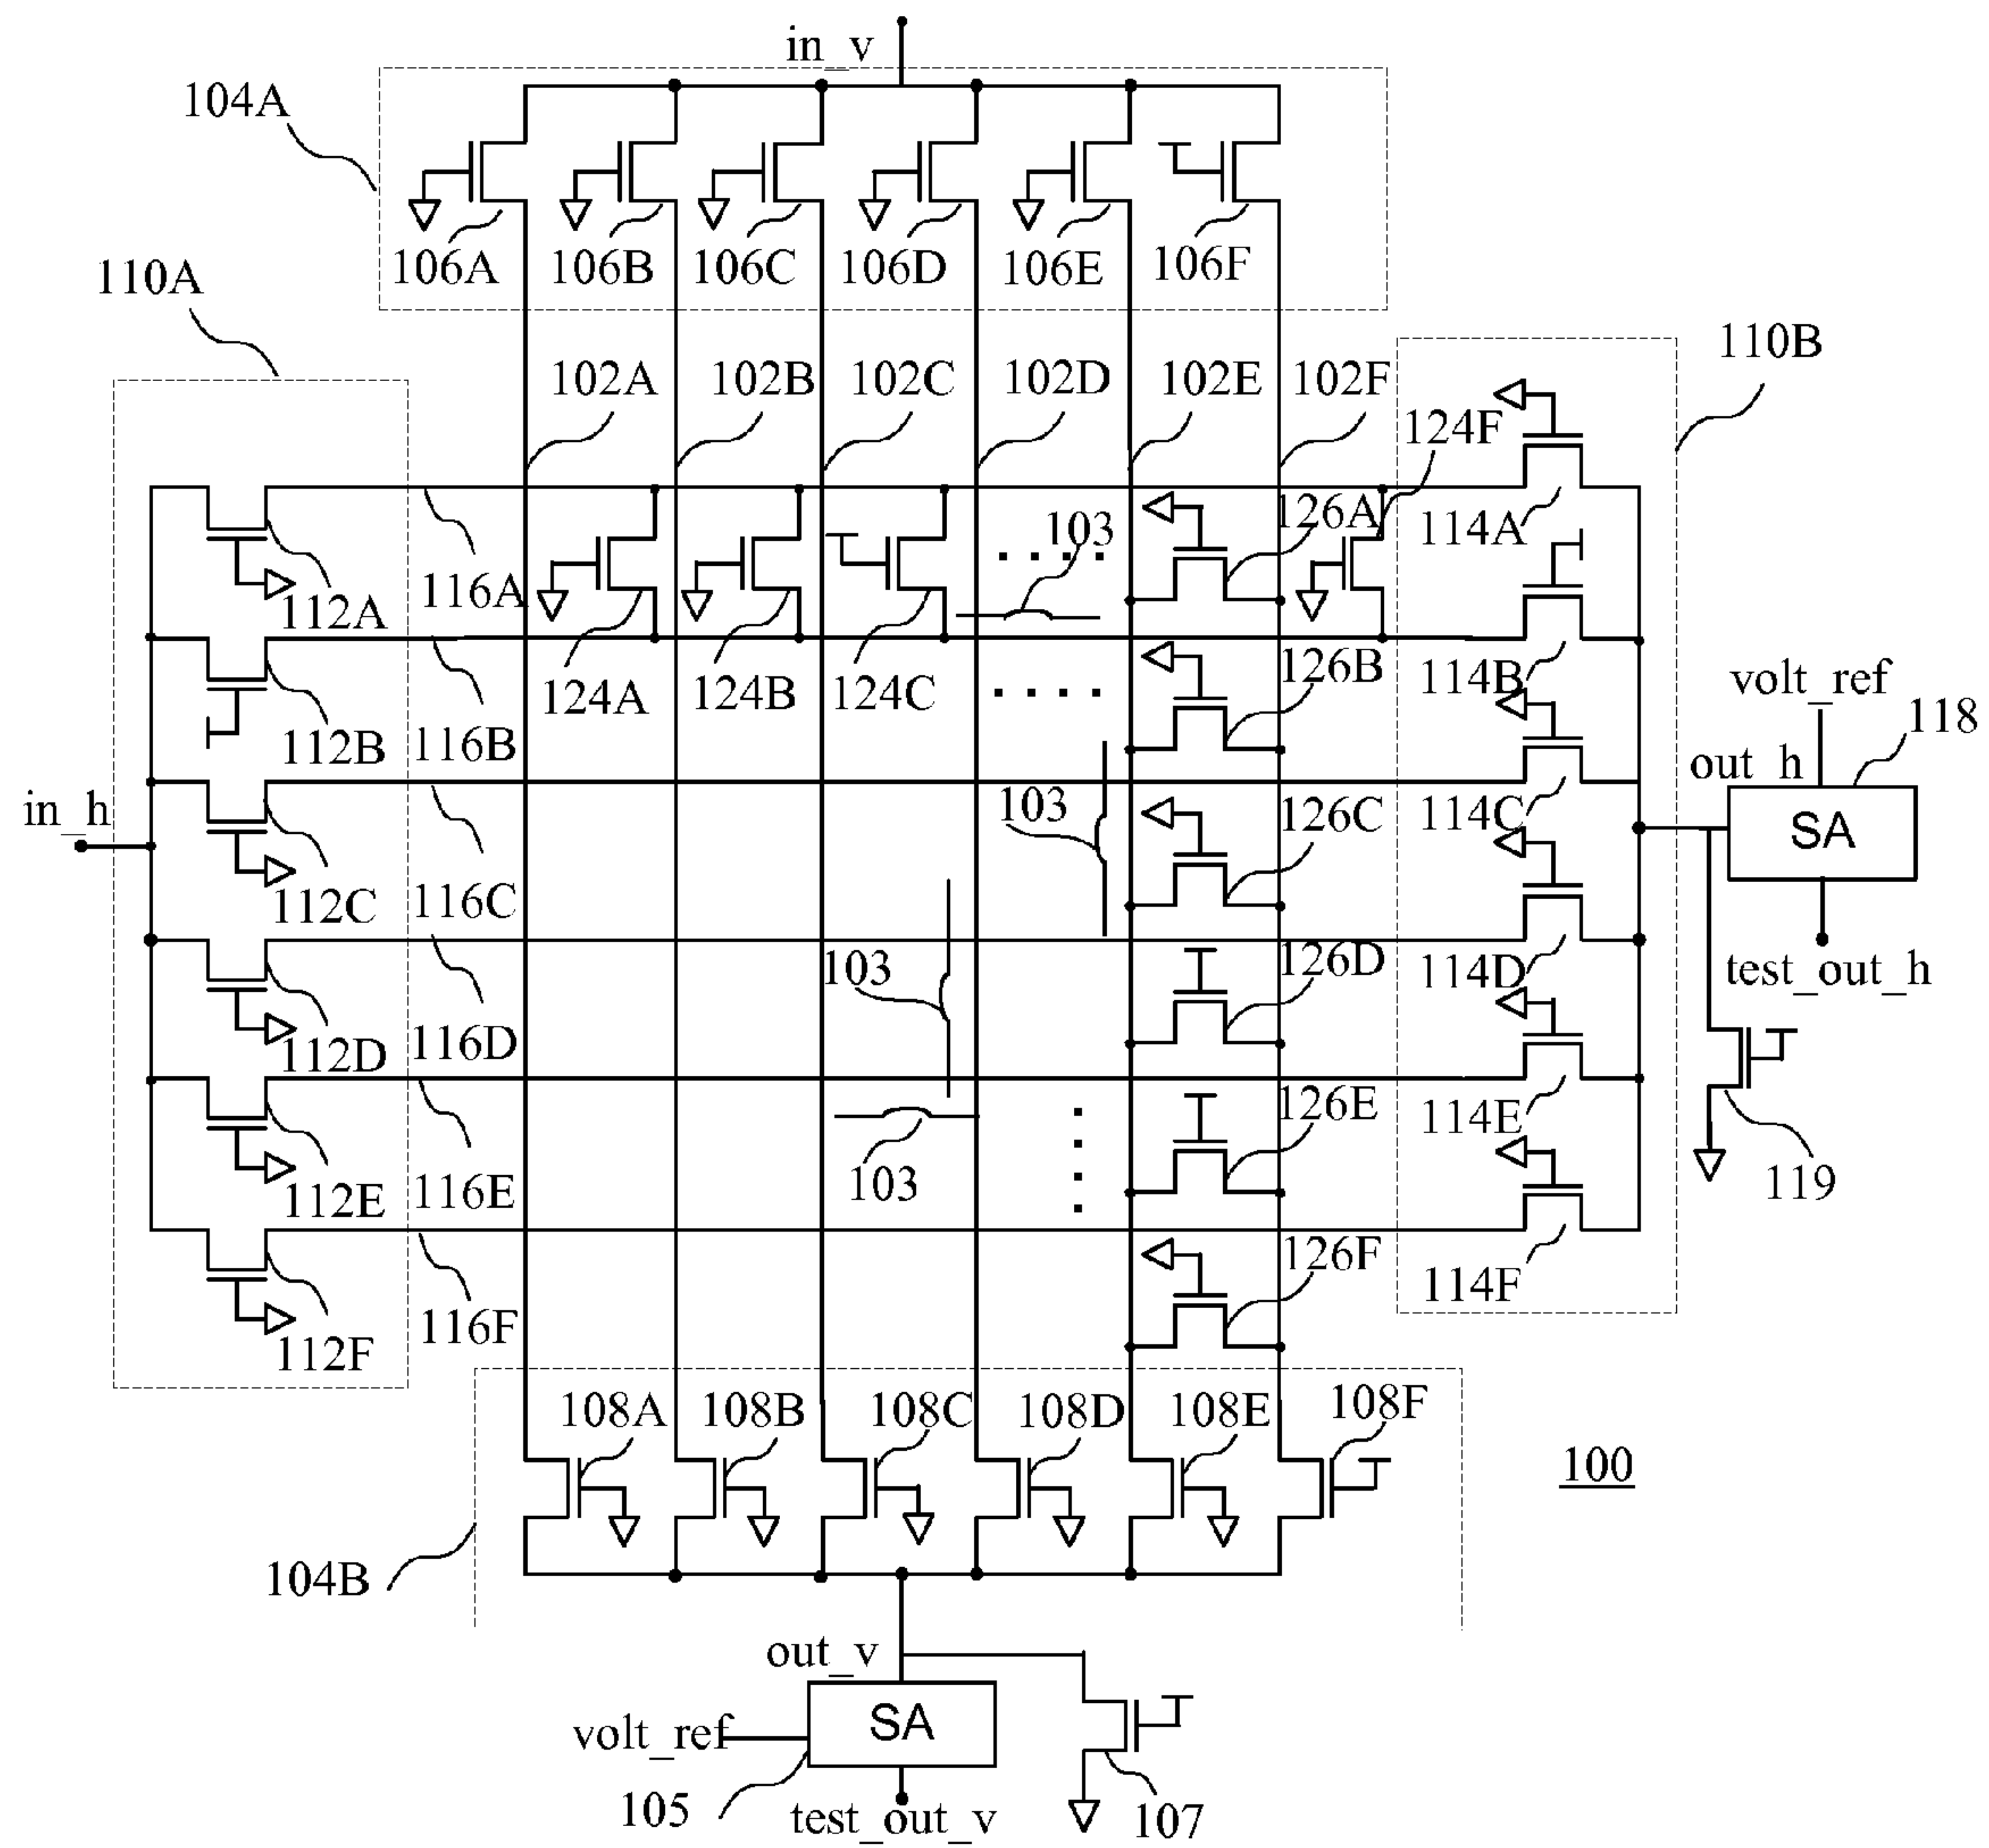 in_v
104A
106A 106B 106C 106D 106E 106F
110A
110B
102A 102B 102C 102D 102E 102F
124F
126A
103
114A
112A 116A
124A 124B 124C
126B
114B
volt_ref
118
112B 116B
out_h
in_h
103
126C
114C
SA
112C 116C
103
126D
114D
test_out_h
112D 116D
126E
114E
103
119
112E 116E
126F
114F
112F 116F
108A 108B 108C 108D 108E 108F
100
104B
out_v
SA
volt_ref
105
test_out_v
107